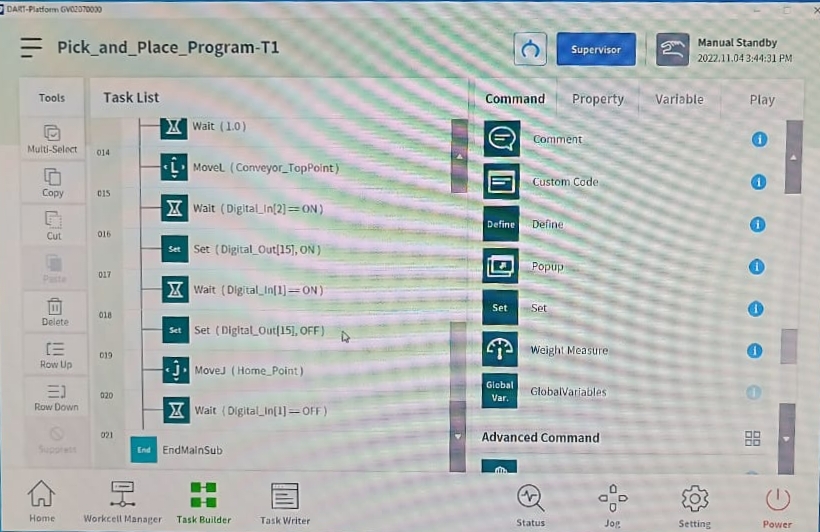 DART-Platform GV02070000
Pick_and_Place_Program-T1
Supervisor
Manual Standby
2022.11.04 3:44:31 PM
Tools
Task List
Command
Property
Variable
Play
Multi-Select
Copy
Cut
Paste
Delete
Row Up
Row Down
Suppress
Wait (1.0)
014
MoveL (Conveyor_TopPoint)
015
Wait (Digital_In[2] == ON)
016
Set Set (Digital_Out[15], ON)
017
Wait (Digital_In[1] == ON)
018
Set Set (Digital_Out[15], OFF)
019
MoveJ (Home_Point)
020
Wait (Digital_In[1] == OFF)
021
End EndMainSub
Comment
Custom Code
Define Define
Popup
Set Set
Weight Measure
Global Var. GlobalVariables
Advanced Command
Home
Workcell Manager
Task Builder
Task Writer
Status
Jog
Setting
Power